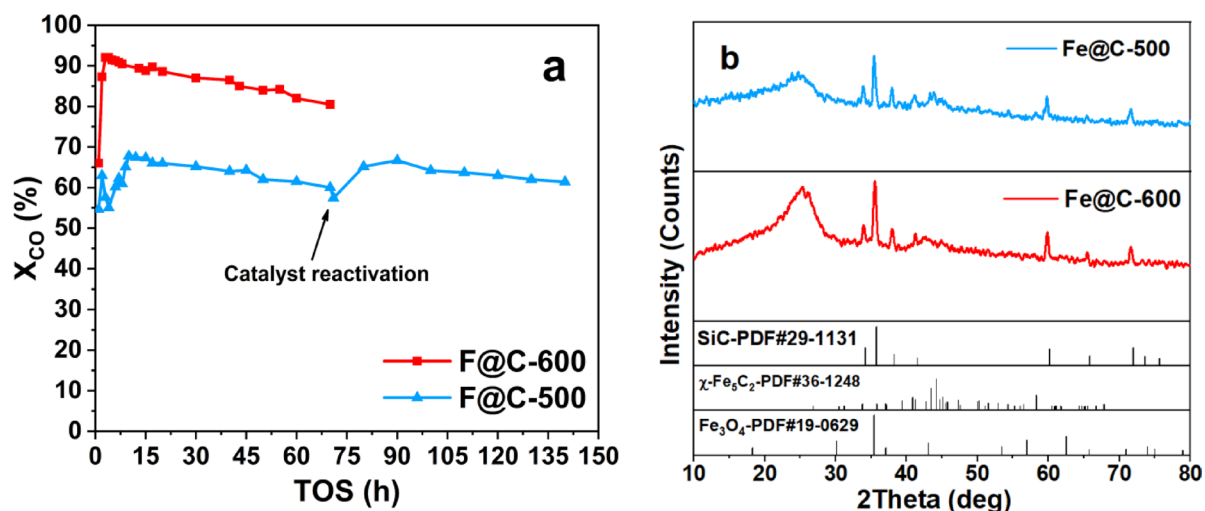 100
90
80
70
60
50
40
30
20
10
0
X_CO (%)
a
Catalyst reactivation
F@C-600
F@C-500
0 15 30 45 60 75 90 105 120 135 150
TOS (h)
b
Fe@C-500
Fe@C-600
Intensity (Counts)
SiC-PDF#29-1131
χ-Fe₅C₂-PDF#36-1248
Fe₃O₄-PDF#19-0629
10 20 30 40 50 60 70 80
2Theta (deg)